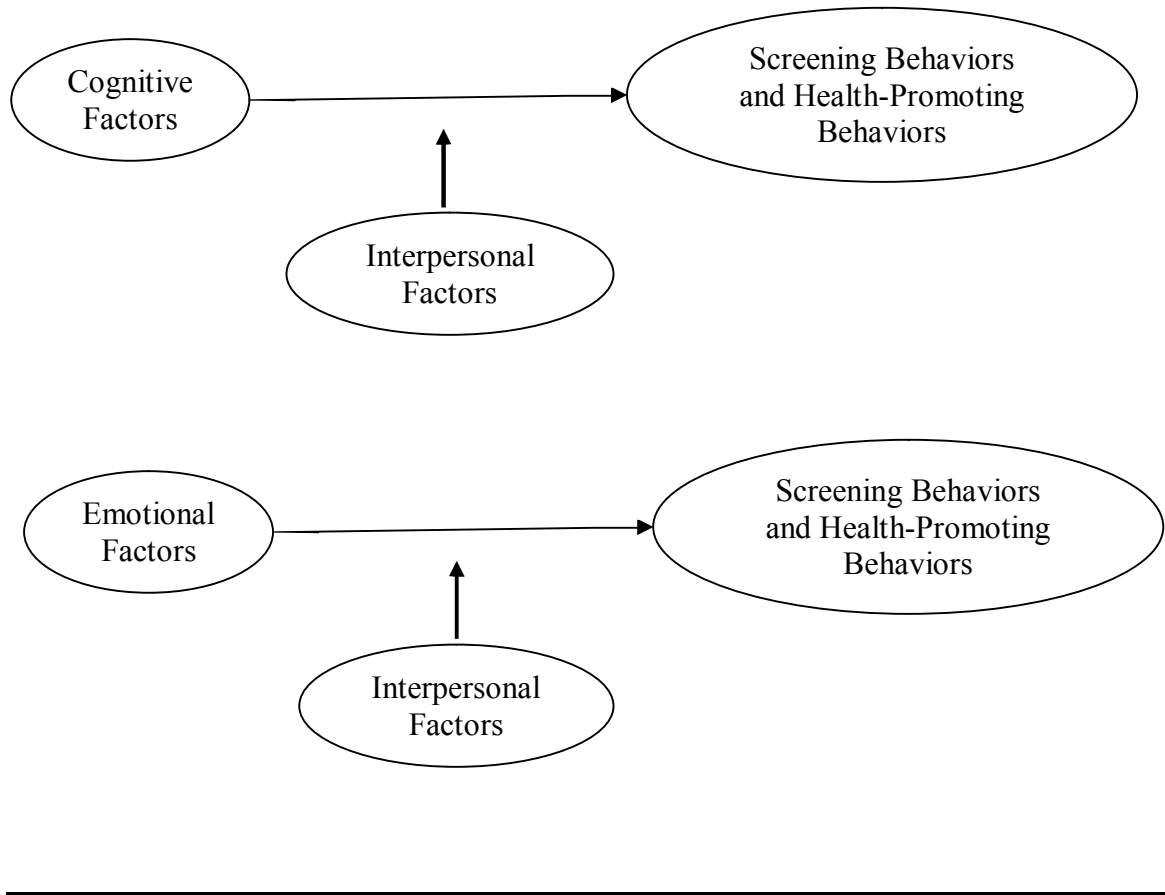 Cognitive
Factors
Screening Behaviors
and Health-Promoting
Behaviors
Interpersonal
Factors
Emotional
Factors
Screening Behaviors
and Health-Promoting
Behaviors
Interpersonal
Factors